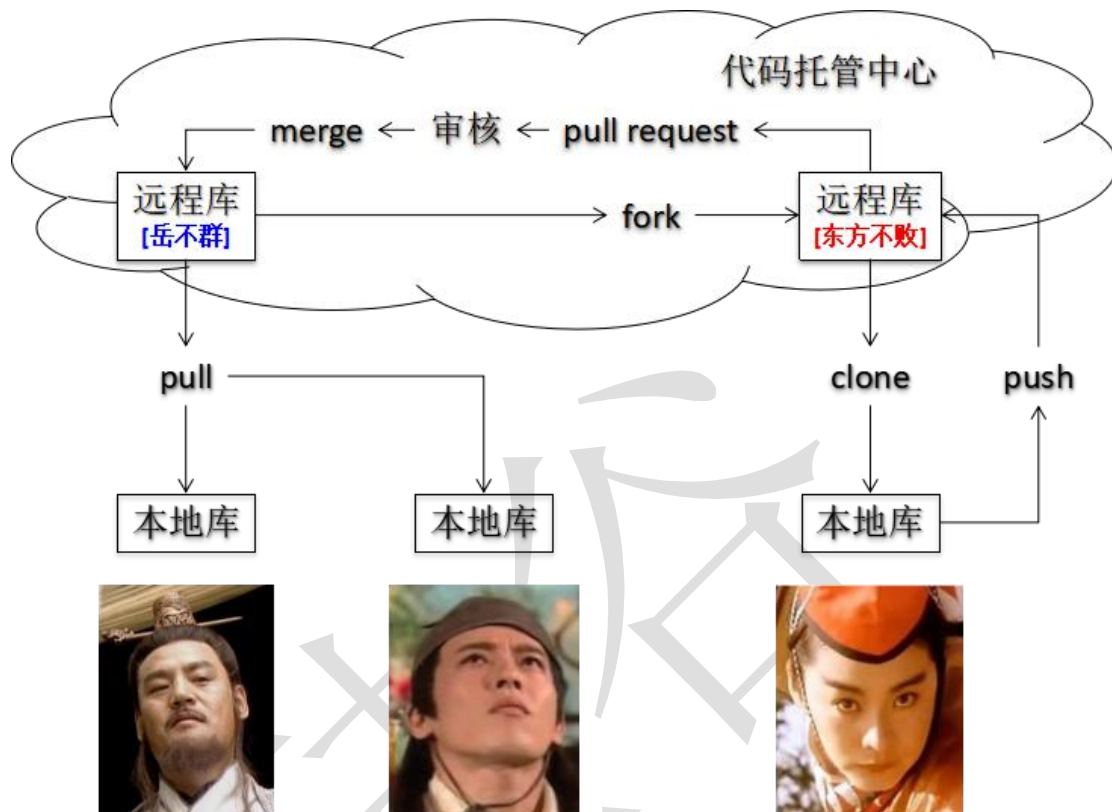 代码托管中心
merge
审核
pull request
远程库
[岳不群]
fork
远程库
[东方不败]
pull
clone
push
本地库
本地库
本地库